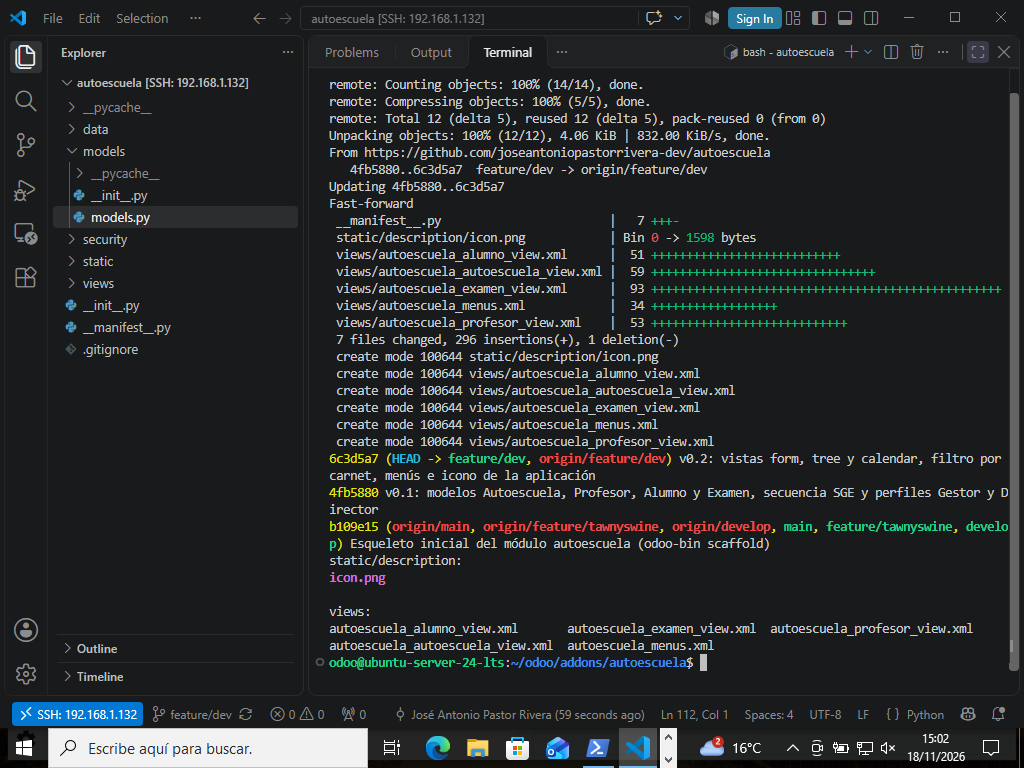 File Edit Selection ··· autoescuela [SSH: 192.168.1.132] Sign In
Explorer ···
autoescuela [SSH: 192.168.1.132]
__pycache__
data
models
__pycache__
__init__.py
models.py
security
static
views
__init__.py
__manifest__.py
.gitignore
Outline
Timeline
Problems Output Terminal ··· bash - autoescuela ···
remote: Counting objects: 100% (14/14), done.
remote: Compressing objects: 100% (5/5), done.
remote: Total 12 (delta 5), reused 12 (delta 5), pack-reused 0 (from 0)
Unpacking objects: 100% (12/12), 4.06 KiB | 832.00 KiB/s, done.
From https://github.com/joseantoniopastorrivera-dev/autoescuela
4fb5880..6c3d5a7 feature/dev -> origin/feature/dev
Updating 4fb5880..6c3d5a7
Fast-forward
__manifest__.py | 7 +++-
static/description/icon.png | Bin 0 -> 1598 bytes
views/autoescuela_alumno_view.xml | 51 +++++++++++++++++++++++++++
views/autoescuela_autoescuela_view.xml | 59 ++++++++++++++++++++++++++++++++
views/autoescuela_examen_view.xml | 93 ++++++++++++++++++++++++++++++++++++++++++++++++++
views/autoescuela_menus.xml | 34 ++++++++++++++++++
views/autoescuela_profesor_view.xml | 53 ++++++++++++++++++++++++++++
7 files changed, 296 insertions(+), 1 deletion(-)
create mode 100644 static/description/icon.png
create mode 100644 views/autoescuela_alumno_view.xml
create mode 100644 views/autoescuela_autoescuela_view.xml
create mode 100644 views/autoescuela_examen_view.xml
create mode 100644 views/autoescuela_menus.xml
create mode 100644 views/autoescuela_profesor_view.xml
6c3d5a7 (HEAD -> feature/dev, origin/feature/dev) v0.2: vistas form, tree y calendar, filtro por
carnet, menús e icono de la aplicación
4fb5880 v0.1: modelos Autoescuela, Profesor, Alumno y Examen, secuencia SGE y perfiles Gestor y D
irector
b109e15 (origin/main, origin/feature/tawnyswine, origin/develop, main, feature/tawnyswine, develo
p) Esqueleto inicial del módulo autoescuela (odoo-bin scaffold)
static/description:
icon.png
views:
autoescuela_alumno_view.xml autoescuela_examen_view.xml autoescuela_profesor_view.xml
autoescuela_autoescuela_view.xml autoescuela_menus.xml
odoo@ubuntu-server-24-lts:~/odoo/addons/autoescuela$
SSH: 192.168.1.132 feature/dev 0 0 0 José Antonio Pastor Rivera (59 seconds ago) Ln 112, Col 1 Spaces: 4 UTF-8 LF { } Python
Escribe aquí para buscar. 2 16°C 15:02
18/11/2026